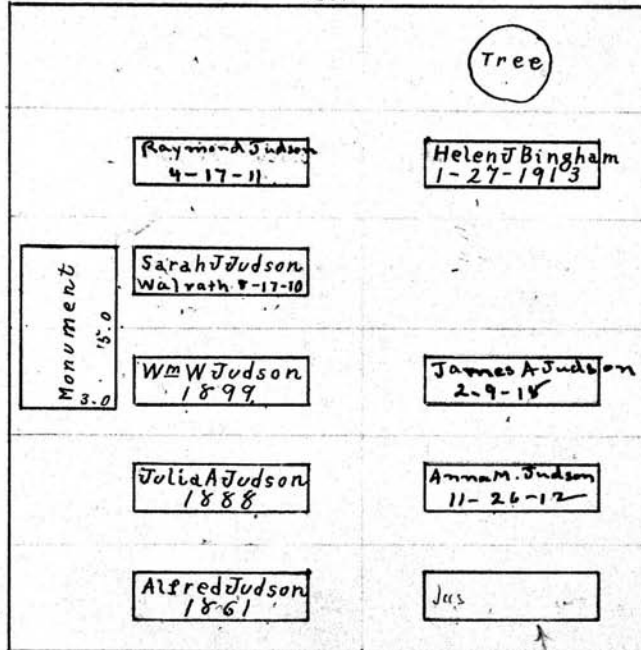 Tree
Raymond Judson
4-17-11
Helen J Bingham
1-27-1913
Sarah J Judson
Walrath 8-17-10
Monument
15.0
3.0
Wm W Judson
1899
James A Judson
2-9-18
Julia A Judson
1888
Anna M. Judson
11-26-12
Alfred Judson
1861
Jas